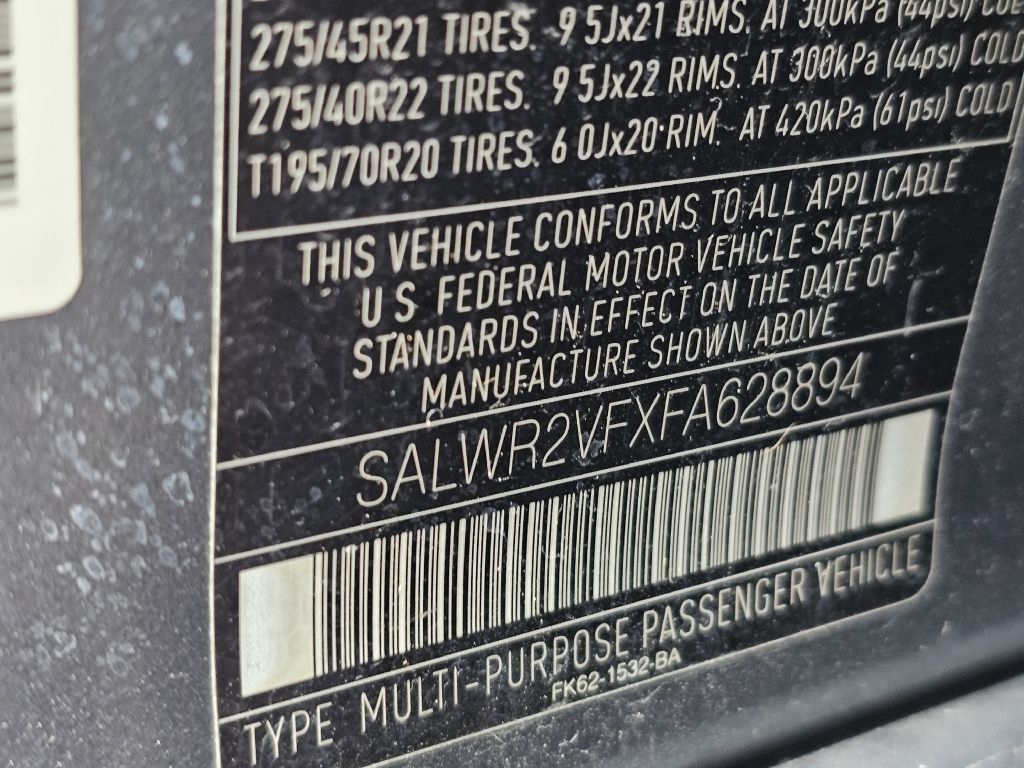 275/45R21 TIRES. 9 5Jx21 RIMS. AT 300kPa (44psi) COLD
275/40R22 TIRES. 9 5Jx22 RIMS. AT 300kPa (44psi) COLD
T195/70R20 TIRES. 6 0Jx20 RIM. AT 420kPa (61psi) COLD
THIS VEHICLE CONFORMS TO ALL APPLICABLE
U S FEDERAL MOTOR VEHICLE SAFETY
STANDARDS IN EFFECT ON THE DATE OF
MANUFACTURE SHOWN ABOVE
SALWR2VFXFA628894
TYPE MULTI-PURPOSE PASSENGER VEHICLE
FK62-1532-BA